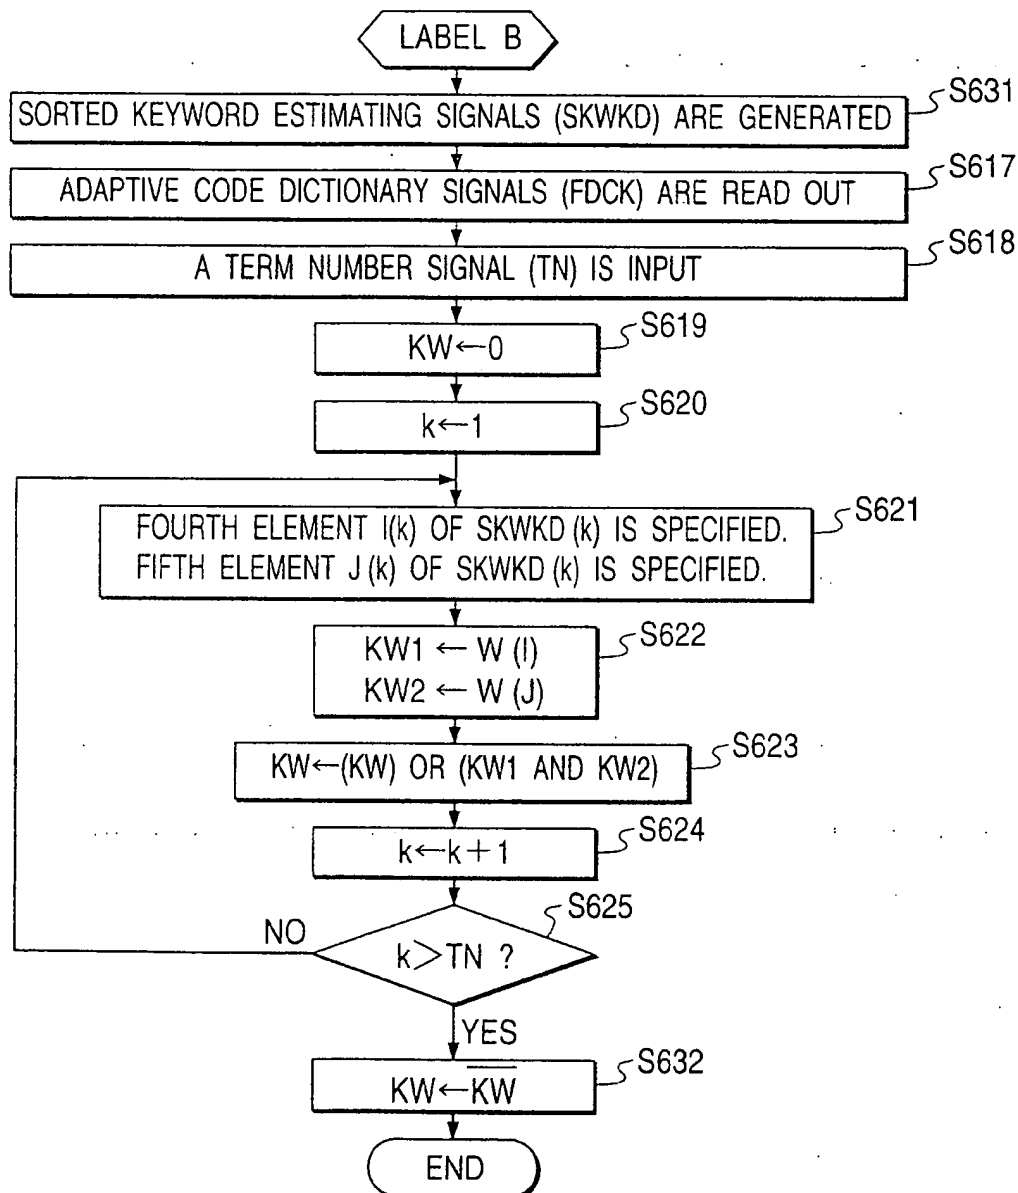 LABEL B
SORTED KEYWORD ESTIMATING SIGNALS (SKWKD) ARE GENERATED
S631
ADAPTIVE CODE DICTIONARY SIGNALS (FDCK) ARE READ OUT
S617
A TERM NUMBER SIGNAL (TN) IS INPUT
S618
KW←0
S619
k←1
S620
FOURTH ELEMENT I(k) OF SKWKD (k) IS SPECIFIED.
FIFTH ELEMENT J(k) OF SKWKD (k) IS SPECIFIED.
S621
KW1 ← W (I)
KW2 ← W (J)
S622
KW←(KW) OR (KW1 AND KW2)
S623
k←k+1
S624
k>TN ?
S625
NO
YES
KW←K̅W̅
S632
END